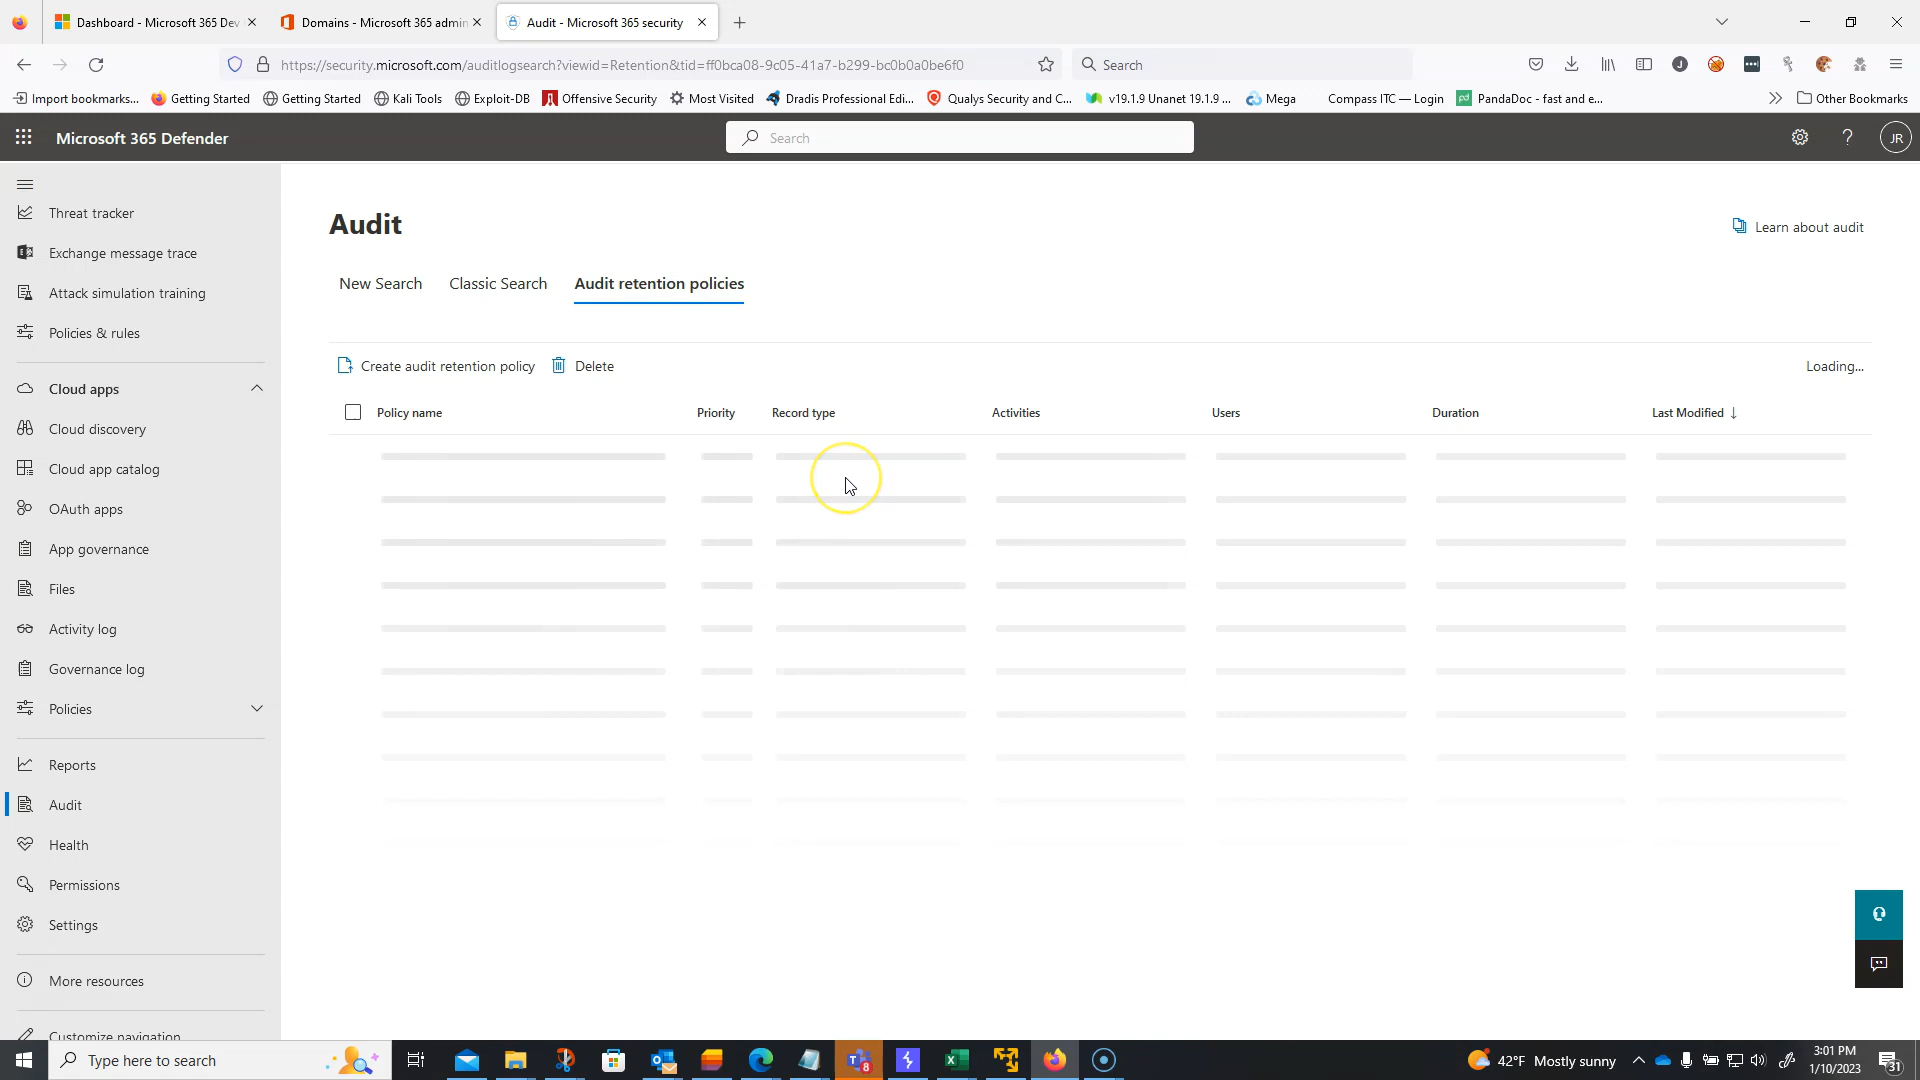 Dashboard - Microsoft 365 Dev
Domains - Microsoft 365 admin
Audit - Microsoft 365 security
https://security.microsoft.com/auditlogsearch?viewid=Retention&tid=ff0bca08-9c05-41a7-b299-bc0b0a0be6f0
Search
Import bookmarks...
Getting Started
Getting Started
Kali Tools
Exploit-DB
Offensive Security
Most Visited
Dradis Professional Edi...
Qualys Security and C...
v19.1.9 Unanet 19.1.9 ...
Mega
Compass ITC — Login
pd
PandaDoc - fast and e...
Other Bookmarks
Microsoft 365 Defender
Search
JR
Threat tracker
Exchange message trace
Attack simulation training
Policies & rules
Cloud apps
Cloud discovery
Cloud app catalog
OAuth apps
App governance
Files
Activity log
Governance log
Policies
Reports
Audit
Health
Permissions
Settings
More resources
Customize navigation
Audit
Learn about audit
New Search
Classic Search
Audit retention policies
Create audit retention policy
Delete
Loading...
Policy name
Priority
Record type
Activities
Users
Duration
Last Modified
Type here to search
8
42°F Mostly sunny
3:01 PM
1/10/2023
31